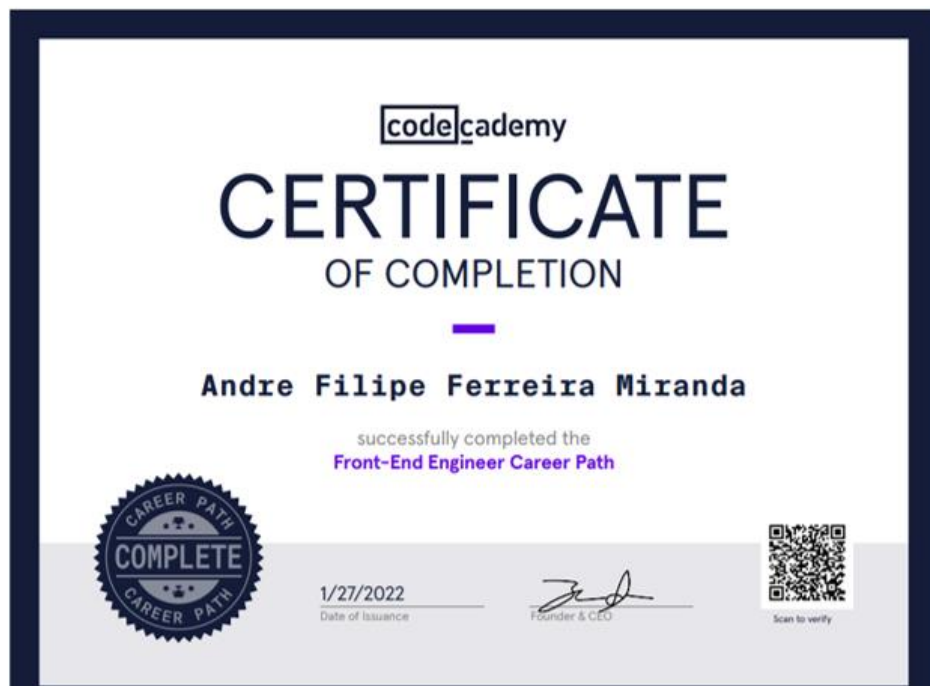 codecademy
CERTIFICATE
OF COMPLETION
Andre Filipe Ferreira Miranda
successfully completed the
Front-End Engineer Career Path
CAREER PATH
COMPLETE
CAREER PATH
1/27/2022
Date of Issuance
Founder & CEO
Scan to verify